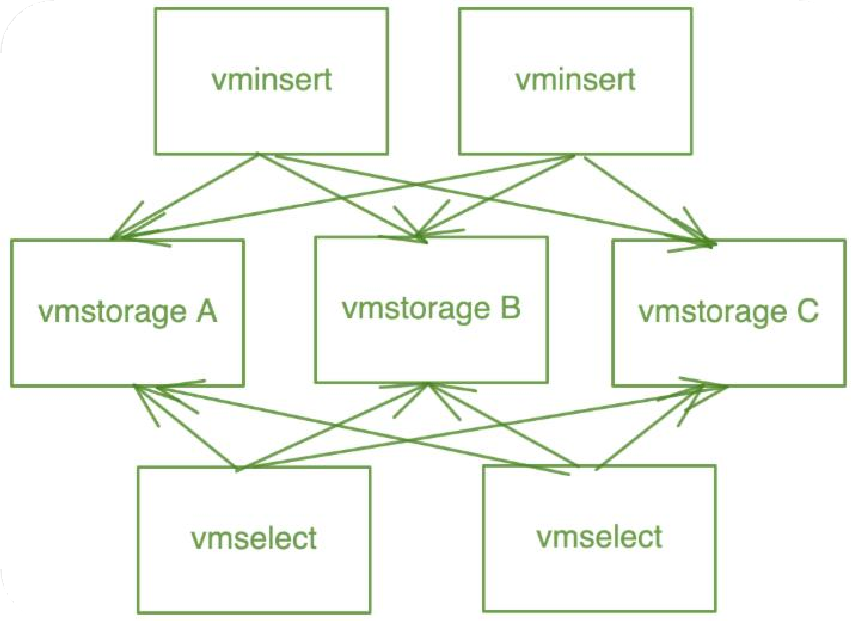 vminsert
vminsert
vmstorage A
vmstorage B
vmstorage C
vmselect
vmselect